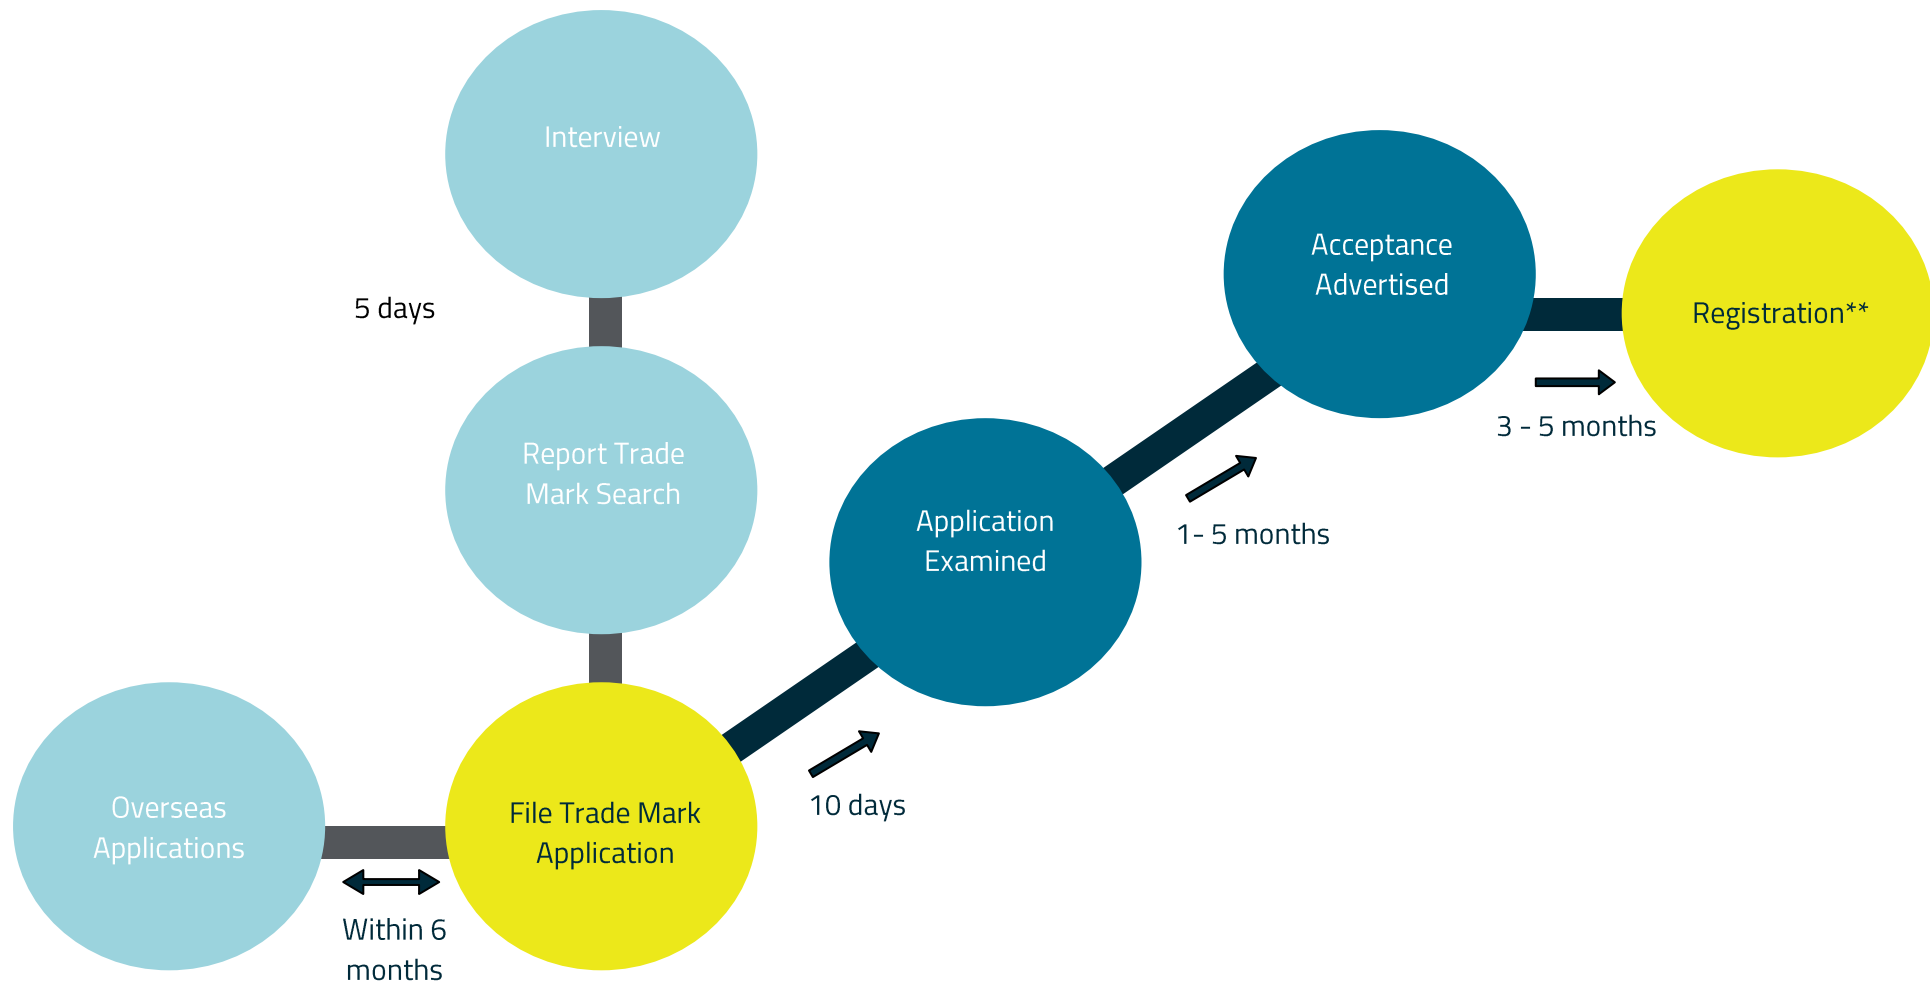 Interview
5 days
Report Trade
Mark Search
Overseas
Applications
Within 6
months
File Trade Mark
Application
10 days
Application
Examined
1- 5 months
Acceptance
Advertised
3 - 5 months
Registration**